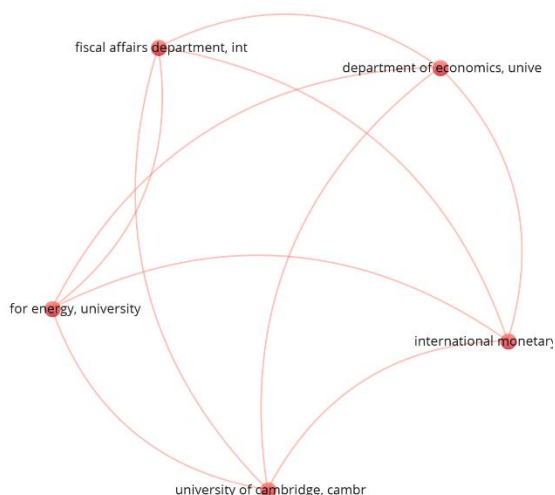 fiscal affairs department, int
department of economics, unive
for energy, university
international monetary
university of cambridge, cambr